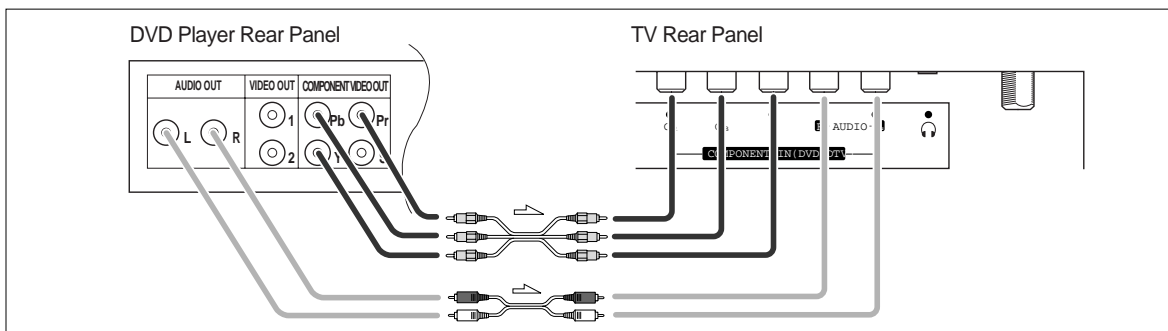 DVD Player Rear Panel
TV Rear Panel
AUDIO OUT VIDEO OUT COMPONENT VIDEO OUT
L R 1 Pb Pr
2 Y
AUDIO
COMPONENT IN(DVD/DTV